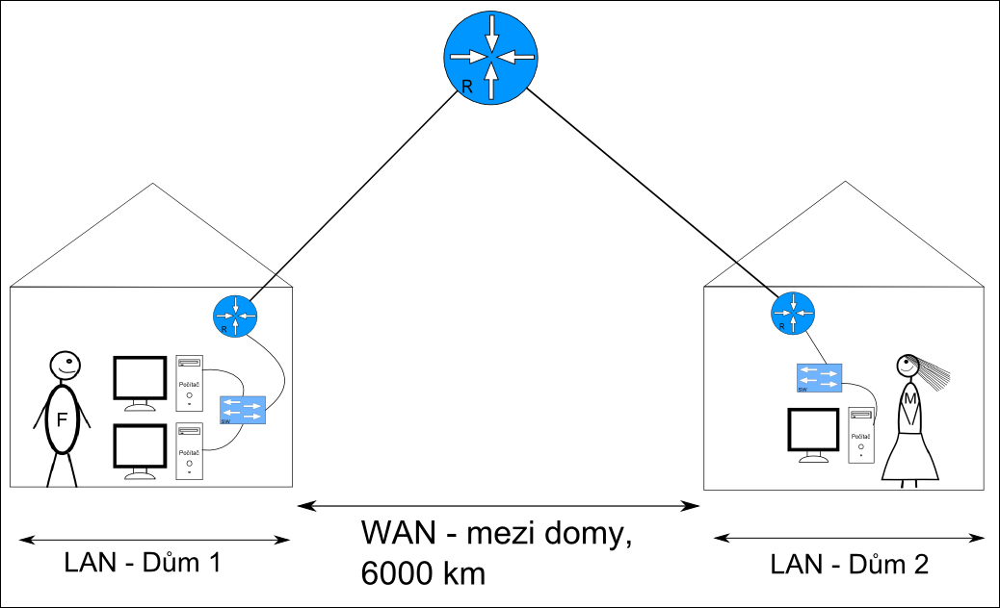 R
R
R
Počítač
SW
Počítač
F
SW
Počítač
M
WAN - mezi domy,
6000 km
LAN - Dům 1
LAN - Dům 2